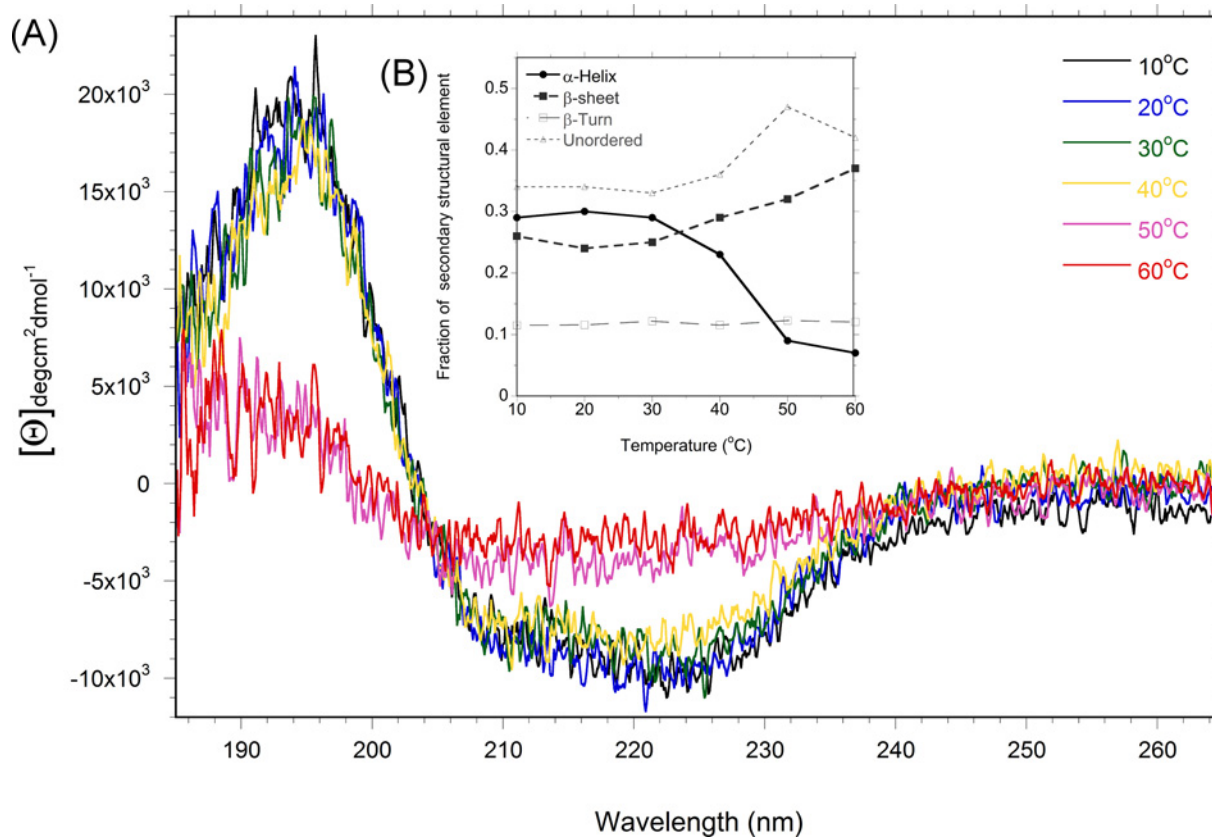 (A)
(B)
20x10³
15x10³
10x10³
5x10³
0
-5x10³
-10x10³
[Θ]degcm²dmol⁻¹
190
200
210
220
230
240
250
260
Wavelength (nm)
α-Helix
β-sheet
β-Turn
Unordered
0.5
0.4
0.3
0.2
0.1
0
Fraction of secondary structural element
10
20
30
40
50
60
Temperature (°C)
10°C
20°C
30°C
40°C
50°C
60°C